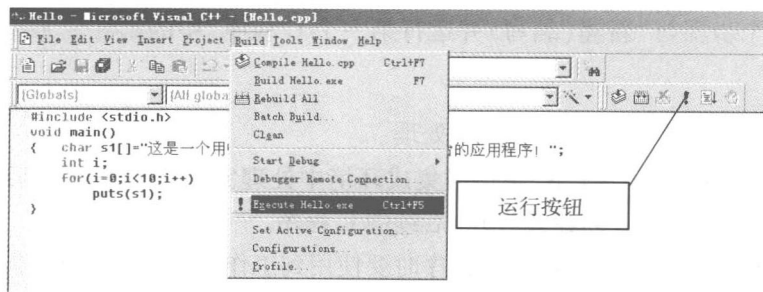 Hello - Microsoft Visual C++ - [Hello.cpp]
File Edit View Insert Project Build Tools Window Help
Compile Hello.cpp Ctrl+F7
Build Hello.exe F7
(Globals) (All globa
Rebuild All
Batch Build...
Clean
#include <stdio.h>
void main()
{ char s1[]="这是一个用 的应用程序! ";
Start Debug
int i;
Debugger Remote Connection...
for(i=0;i<10;i++)
puts(s1);
Execute Hello.exe Ctrl+F5
运行按钮
}
Set Active Configuration...
Configurations...
Profile...